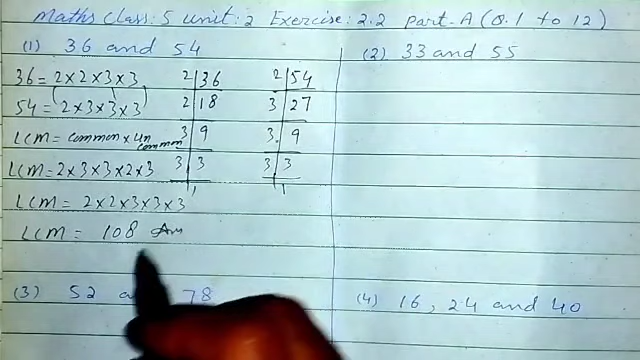 Maths class: 5 unit: 2 Exercise: 2.2 part-A (Q.1 to 12)
(1) 36 and 54
36 = 2×2×3×3
54 = (2×3×3×3)
LCM = common × un common
LCM = 2×3×3×2×3
LCM = 2×2×3×3×3
LCM = 108 Ans
2 36
2 18
3 9
3 3
1
2 54
3 27
3 9
3 3
1
(2) 33 and 55
(3) 52 78
(4) 16, 24 and 40